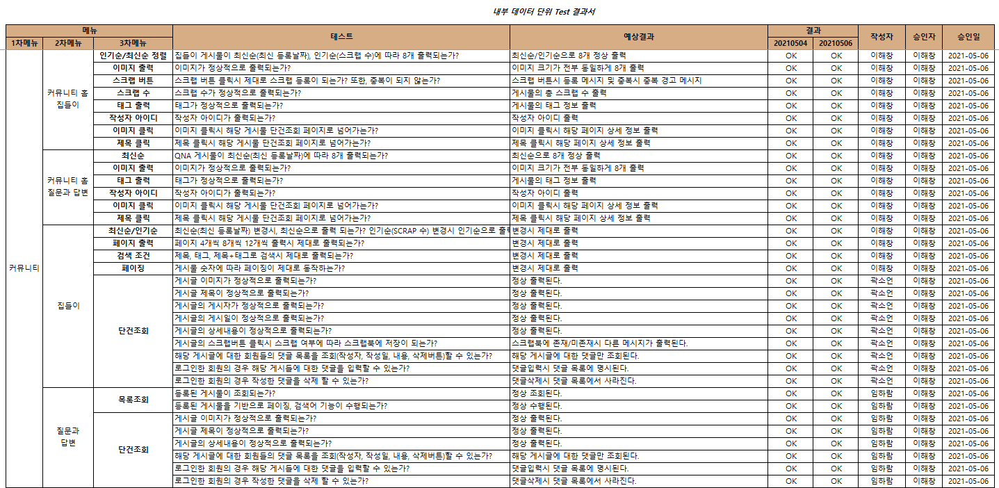 내부 데이터 단위 Test 결과서
메뉴 테스트 예상결과 결과 작성자 승인자 승인일
1차메뉴 2차메뉴 3차메뉴 20210504 20210506
커뮤니티 커뮤니티 홈 집들이 인기순/최신순 정렬 집들이 게시물이 최신순(최신 등록날짜), 인기순(스크랩 수)에 따라 8개 출력되는가? 최신순/인기순으로 8개 정상 출력 OK OK 이해창 이해창 2021-05-06
이미지 출력 이미지가 정상적으로 출력되는가? 이미지 크기가 전부 동일하게 8개 출력 OK OK 이해창 이해창 2021-05-06
스크랩 버튼 스크랩 버튼 클릭시 제대로 스크랩 등록이 되는가? 또한, 중복이 되지 않는가? 스크랩 버튼시 등록 메시지 및 중복시 중복 경고 메시지 OK OK 이해창 이해창 2021-05-06
스크랩 수 스크랩 수가 정상적으로 출력되는가? 게시물의 총 스크랩 수 출력 OK OK 이해창 이해창 2021-05-06
태그 출력 태그가 정상적으로 출력되는가? 게시물의 태그 정보 출력 OK OK 이해창 이해창 2021-05-06
작성자 아이디 작성자 아이디가 출력되는가? 작성자 아이디 출력 OK OK 이해창 이해창 2021-05-06
이미지 클릭 이미지 클릭시 해당 게시물 단건조회 페이지로 넘어가는가? 이미지 클릭시 해당 페이지 상세 정보 출력 OK OK 이해창 이해창 2021-05-06
제목 클릭 제목 클릭시 해당 게시물 단건조회 페이지로 넘어가는가? 제목 클릭시 해당 페이지 상세 정보 출력 OK OK 이해창 이해창 2021-05-06
커뮤니티 홈 질문과 답변 최신순 QNA 게시물이 최신순(최신 등록날짜)에 따라 8개 출력되는가? 최신순으로 8개 정상 출력 OK OK 이해창 이해창 2021-05-06
이미지 출력 이미지가 정상적으로 출력되는가? 이미지 크기가 전부 동일하게 8개 출력 OK OK 이해창 이해창 2021-05-06
태그 출력 태그가 정상적으로 출력되는가? 게시물의 태그 정보 출력 OK OK 이해창 이해창 2021-05-06
작성자 아이디 작성자 아이디가 출력되는가? 작성자 아이디 출력 OK OK 이해창 이해창 2021-05-06
이미지 클릭 이미지 클릭시 해당 게시물 단건조회 페이지로 넘어가는가? 이미지 클릭시 해당 페이지 상세 정보 출력 OK OK 이해창 이해창 2021-05-06
제목 클릭 제목 클릭시 해당 게시물 단건조회 페이지로 넘어가는가? 제목 클릭시 해당 페이지 상세 정보 출력 OK OK 이해창 이해창 2021-05-06
집들이 최신순/인기순 최신순(최신 등록날짜) 변경시, 최신순으로 출력 되는가? 인기순(SCRAP 수) 변경시 인기순으로 출력 변경시 제대로 출력 OK OK 이해창 이해창 2021-05-06
페이지 출력 페이지 4개씩 8개씩 12개씩 출력시 제대로 출력되는가? 변경시 제대로 출력 OK OK 이해창 이해창 2021-05-06
검색 조건 제목, 태그, 제목+태그로 검색시 제대로 출력되는가? 변경시 제대로 출력 OK OK 이해창 이해창 2021-05-06
페이징 게시물 숫자에 따라 페이징이 제대로 동작하는가? 변경시 제대로 출력 OK OK 이해창 이해창 2021-05-06
단건조회 게시글 이미지가 정상적으로 출력되는가? 정상 출력된다. OK OK 곽소언 이해창 2021-05-06
게시글 제목이 정상적으로 출력되는가? 정상 출력된다. OK OK 곽소언 이해창 2021-05-06
게시글의 게시자가 정상적으로 출력되는가? 정상 출력된다. OK OK 곽소언 이해창 2021-05-06
게시글의 게시일이 정상적으로 출력되는가? 정상 출력된다. OK OK 곽소언 이해창 2021-05-06
게시글의 상세내용이 정상적으로 출력되는가? 정상 출력된다. OK OK 곽소언 이해창 2021-05-06
게시글의 스크랩버튼 클릭시 스크랩 여부에 따라 스크랩북에 저장이 되는가? 스크랩북에 존재/미존재시 다른 메시지가 출력된다. OK OK 곽소언 이해창 2021-05-06
해당 게시글에 대한 회원들의 댓글 목록을 조회(작성자, 작성일, 내용, 삭제버튼)할 수 있는가? 해당 게시글에 대한 댓글만 조회된다. OK OK 곽소언 이해창 2021-05-06
로그인한 회원의 경우 해당 게시들에 대한 댓글을 입력할 수 있는가? 댓글입력시 댓글 목록에 명시된다. OK OK 곽소언 이해창 2021-05-06
로그인한 회원의 경우 작성한 댓글을 삭제 할 수 있는가? 댓글삭제시 댓글 목록에서 사라진다. OK OK 곽소언 이해창 2021-05-06
질문과 답변 목록조회 등록된 게시물이 조회되는가? 정상 조회된다. OK OK 임하람 이해창 2021-05-06
등록된 게시물을 기반으로 페이징, 검색어 기능이 수행되는가? 정상 수행된다. OK OK 임하람 이해창 2021-05-06
단건조회 게시글 이미지가 정상적으로 출력되는가? 정상 출력된다. OK OK 임하람 이해창 2021-05-06
게시글 제목이 정상적으로 출력되는가? 정상 출력된다. OK OK 임하람 이해창 2021-05-06
게시글의 상세내용이 정상적으로 출력되는가? 정상 출력된다. OK OK 임하람 이해창 2021-05-06
해당 게시글에 대한 회원들의 댓글 목록을 조회(작성자, 작성일, 내용, 삭제버튼)할 수 있는가? 해당 게시글에 대한 댓글만 조회된다. OK OK 임하람 이해창 2021-05-06
로그인한 회원의 경우 해당 게시들에 대한 댓글을 입력할 수 있는가? 댓글입력시 댓글 목록에 명시된다. OK OK 임하람 이해창 2021-05-06
로그인한 회원의 경우 작성한 댓글을 삭제 할 수 있는가? 댓글삭제시 댓글 목록에서 사라진다. OK OK 임하람 이해창 2021-05-06